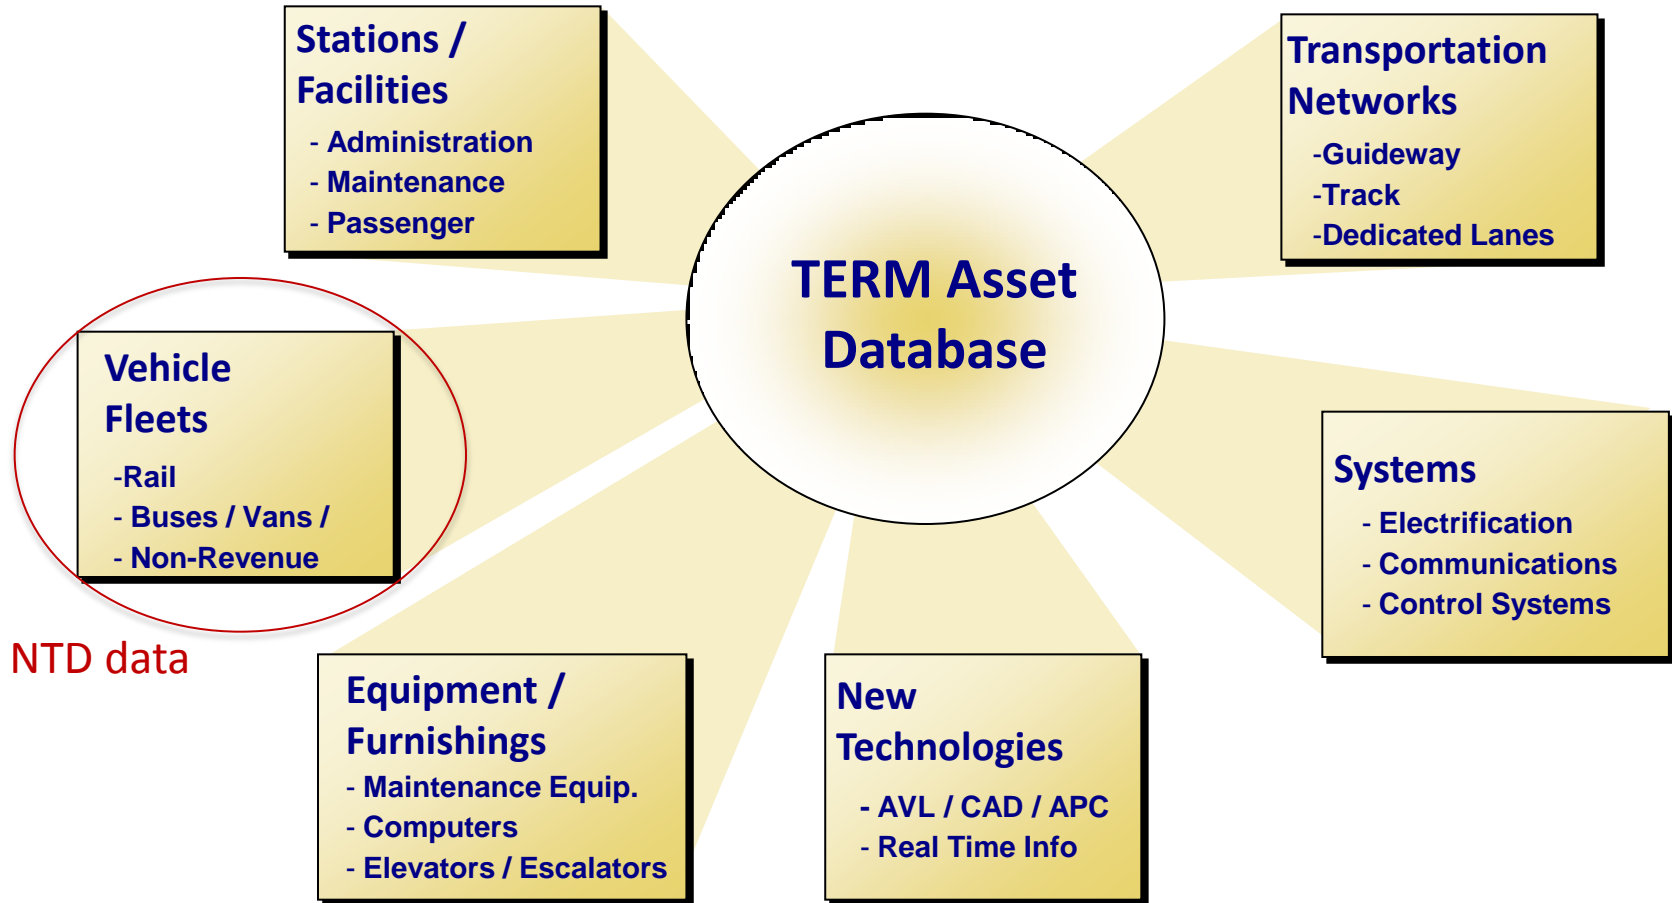 Stations /
Facilities
- Administration
- Maintenance
- Passenger
Transportation
Networks
-Guideway
-Track
-Dedicated Lanes
TERM Asset
Database
Vehicle
Fleets
-Rail
- Buses / Vans /
- Non-Revenue
NTD data
Systems
- Electrification
- Communications
- Control Systems
Equipment /
Furnishings
- Maintenance Equip.
- Computers
- Elevators / Escalators
New
Technologies
- AVL / CAD / APC
- Real Time Info